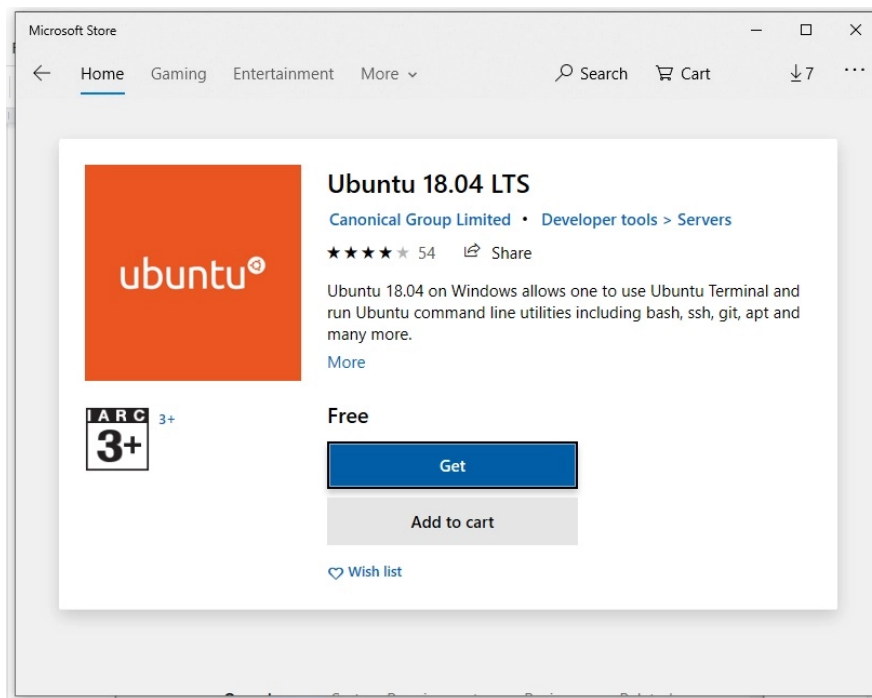 Microsoft Store
Home Gaming Entertainment More Search Cart 7
ubuntu
Ubuntu 18.04 LTS
Canonical Group Limited • Developer tools > Servers
54 Share
Ubuntu 18.04 on Windows allows one to use Ubuntu Terminal and
run Ubuntu command line utilities including bash, ssh, git, apt and
many more.
More
IARC
3+
3+
Free
Get
Add to cart
Wish list